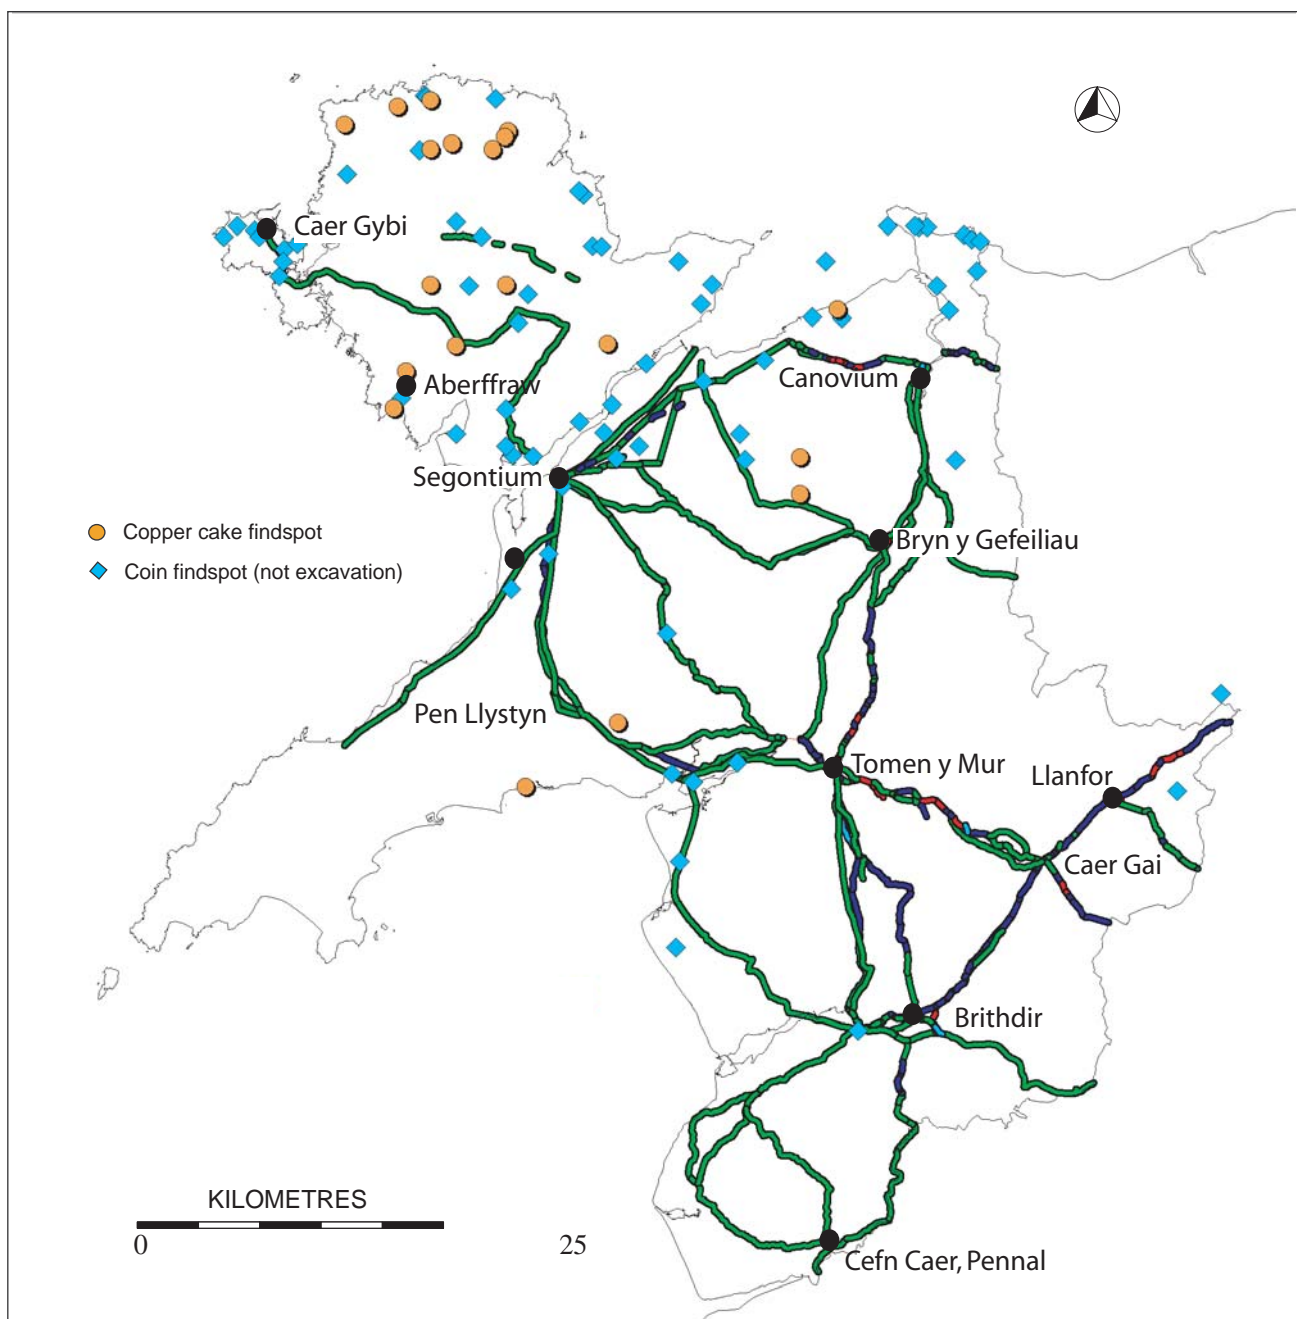 Caer Gybi
Aberffraw
Canovium
Segontium
Copper cake findspot
Bryn y Gefeiliau
Coin findspot (not excavation)
Pen Llystyn
Tomen y Mur
Llanfor
Caer Gai
Brithdir
KILOMETRES
0
25
Cefn Caer, Pennal